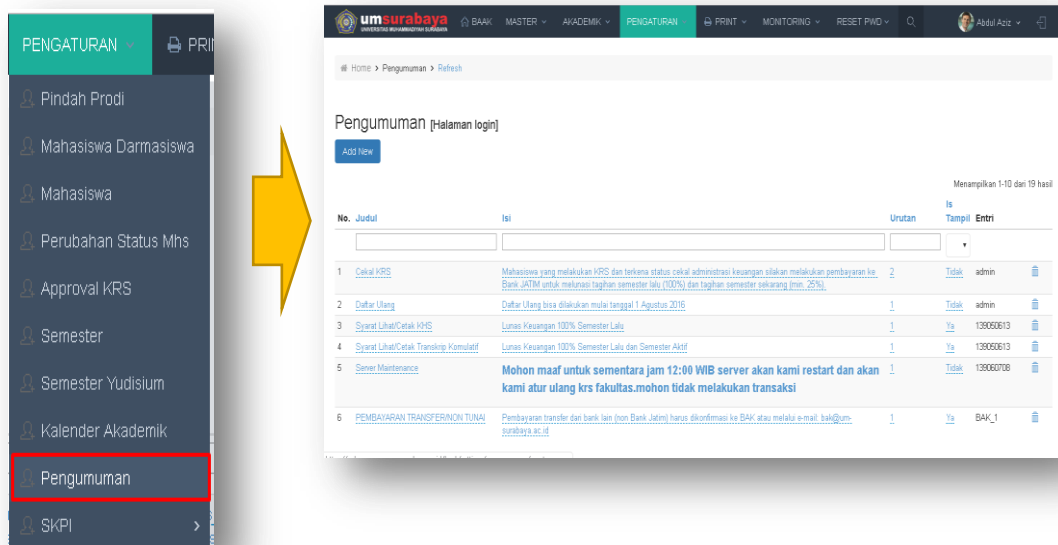 PENGATURAN
PRI
Pindah Prodi
Mahasiswa Darmasiswa
Mahasiswa
Perubahan Status Mhs
Approval KRS
Semester
Semester Yudisium
Kalender Akademik
Pengumuman
SKPI
umsurabaya BAAK MASTER AKADEMIK PENGATURAN PRINT MONITORING RESET PWD Abdul Aziz
UNIVERSITAS MUHAMMADIYAH SURABAYA
Home > Pengumuman > Refresh
Pengumuman [Halaman login]
Add New
Menampilkan 1-10 dari 19 hasil
No. Judul Isi Urutan Is Tampil Entri
1 Cekal KRS Mahasiswa yang melakukan KRS dan terkena status cekal administrasi keuangan silakan melakukan pembayaran ke 2 Tidak admin
Bank JATIM untuk melunasi tagihan semester lalu (100%) dan tagihan semester sekarang (min. 25%).
2 Daftar Ulang Daftar Ulang bisa dilakukan mulai tanggal 1 Agustus 2016 1 Tidak admin
3 Syarat Lihat/Cetak KHS Lunas Keuangan 100% Semester Lalu 1 Ya 139050613
4 Syarat Lihat/Cetak Transkrip Komulatif Lunas Keuangan 100% Semester Lalu dan Semester Aktif 1 Ya 139050613
5 Server Maintenance Mohon maaf untuk sementara jam 12:00 WIB server akan kami restart dan akan 1 Tidak 139060708
kami atur ulang krs fakultas.mohon tidak melakukan transaksi
6 PEMBAYARAN TRANSFER/NON TUNAI Pembayaran transfer dari bank lain (non Bank Jatim) harus dikonfirmasi ke BAK atau melalui e-mail: bak@um- 1 Ya BAK_1
surabaya.ac.id